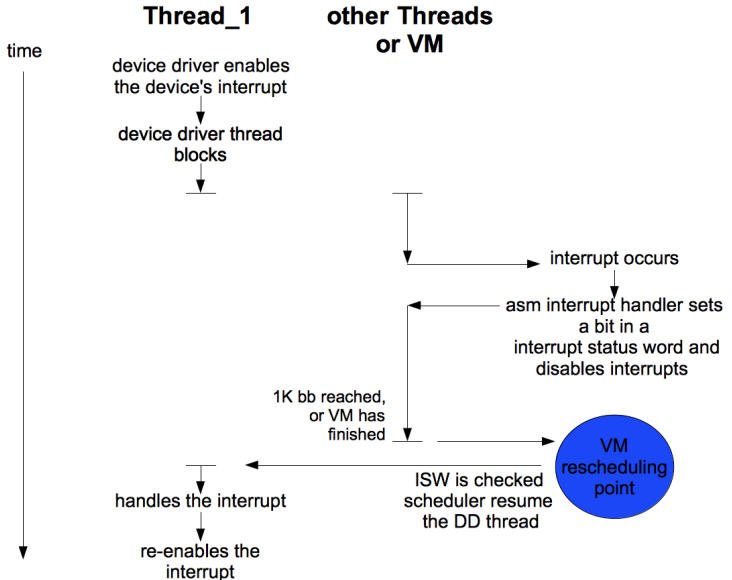 Thread_1
other Threads
or VM
time
device driver enables
the device's interrupt
device driver thread
blocks
interrupt occurs
asm interrupt handler sets
a bit in a
interrupt status word and
disables interrupts
1K bb reached,
or VM has
finished
VM
rescheduling
point
ISW is checked
scheduler resume
the DD thread
handles the interrupt
re-enables the
interrupt